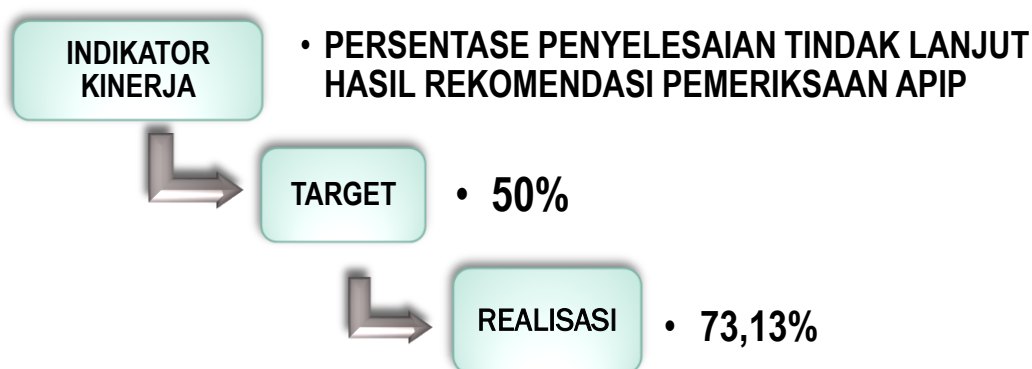 INDIKATOR
KINERJA
• PERSENTASE PENYELESAIAN TINDAK LANJUT
HASIL REKOMENDASI PEMERIKSAAN APIP
TARGET
• 50%
REALISASI
• 73,13%